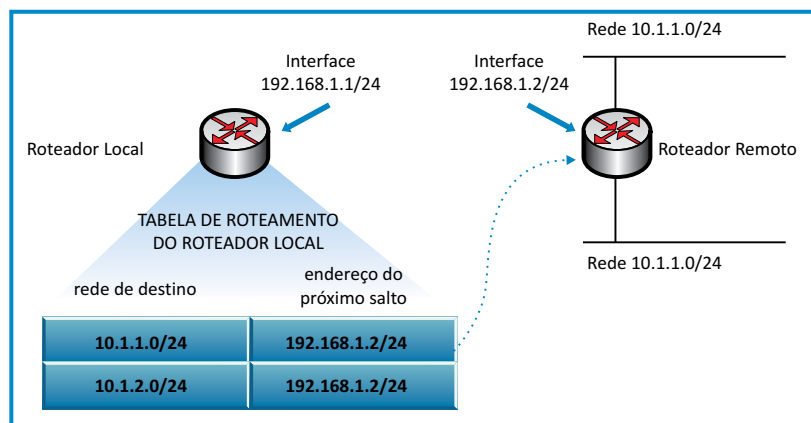 Rede 10.1.1.0/24
Interface
192.168.1.1/24
Interface
192.168.1.2/24
Roteador Local
Roteador Remoto
TABELA DE ROTEAMENTO
DO ROTEADOR LOCAL
Rede 10.1.1.0/24
rede de destino
endereço do
próximo salto
10.1.1.0/24
192.168.1.2/24
10.1.2.0/24
192.168.1.2/24